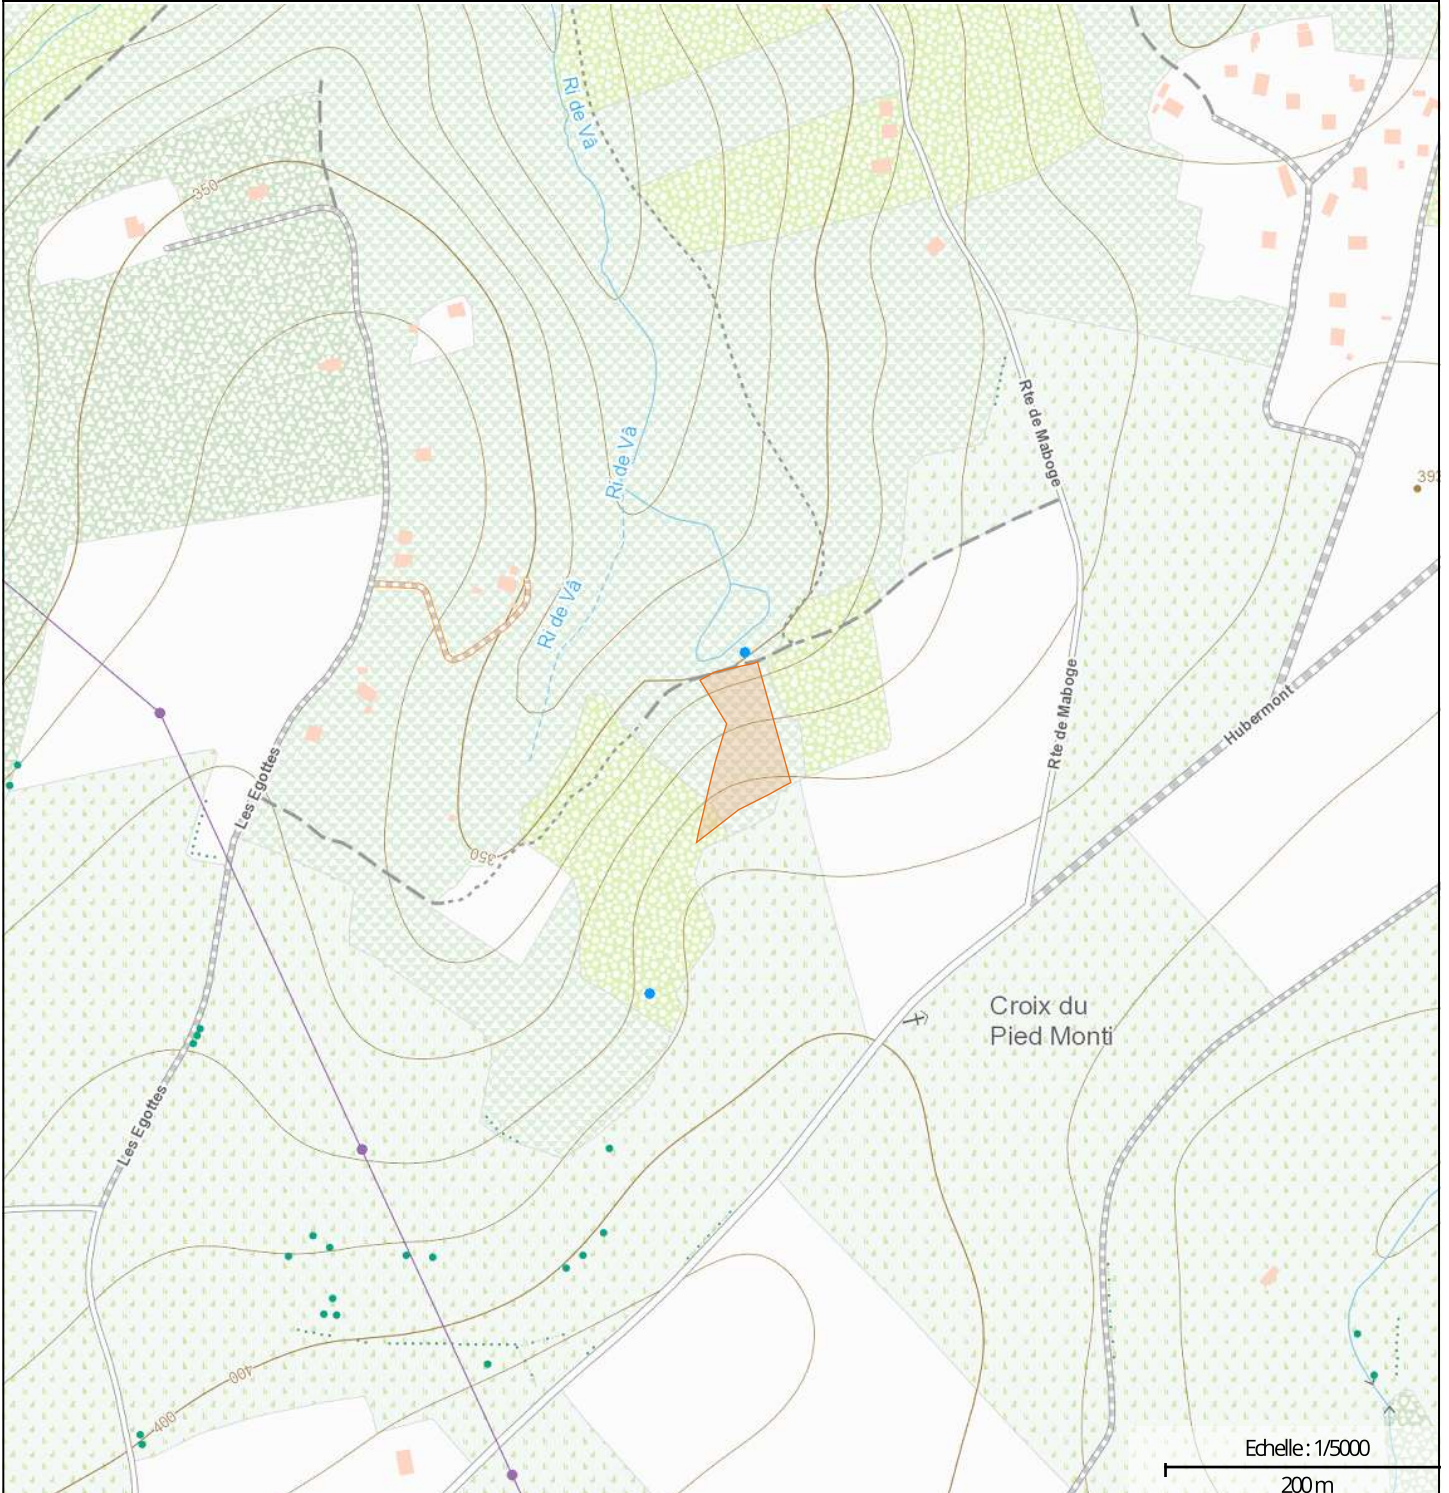 Ri de Vâ
350
Rte de Maboge
Ri de Vâ
Ri de Vâ
Rte de Maboge
Hubermont
Les Egottes
350
Croix du
Pied Monti
Les Egottes
400
400
Echelle : 1/5000
200 m